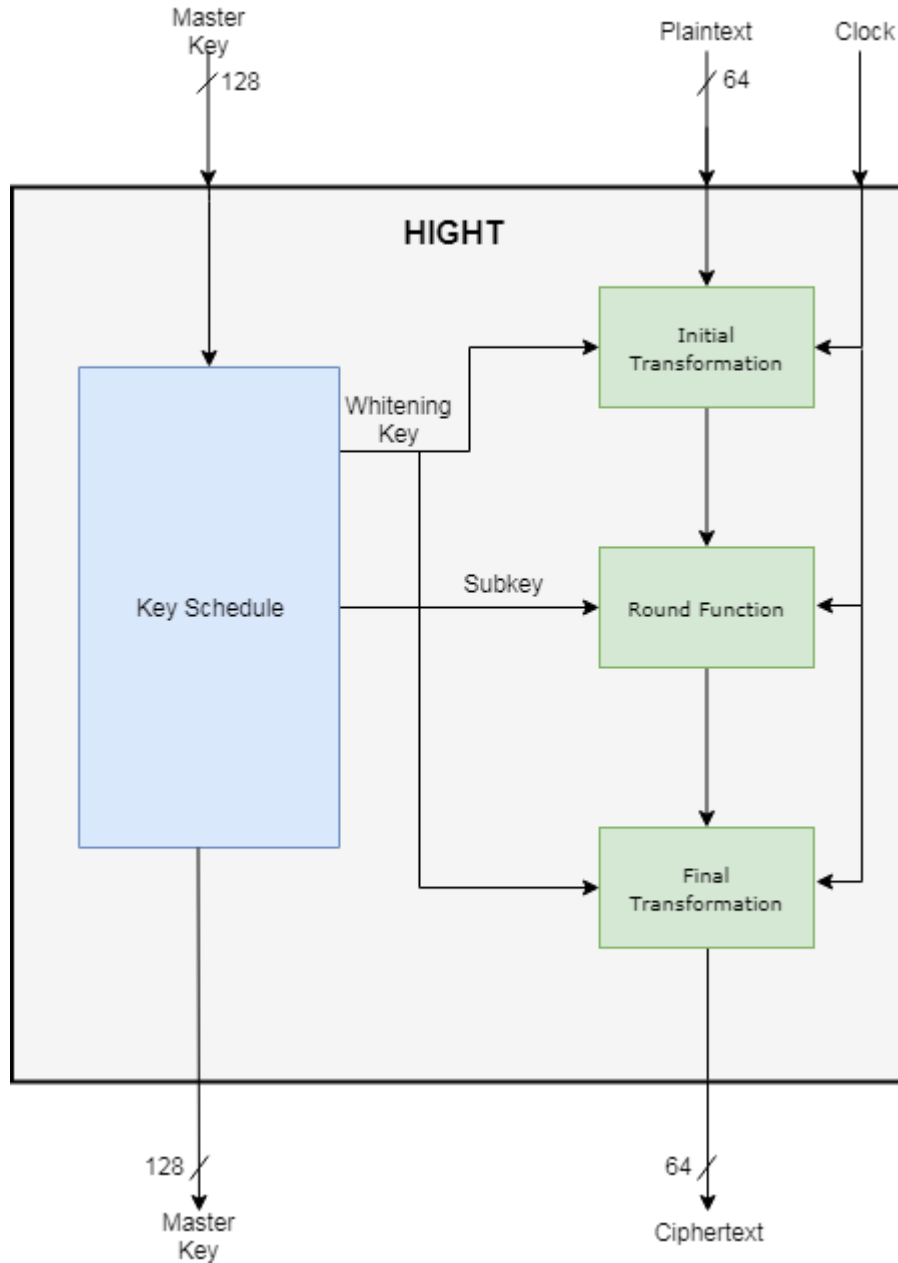 Master
Key
128
Plaintext
64
Clock
HIGHT
Initial
Transformation
Whitening
Key
Key Schedule
Subkey
Round Function
Final
Transformation
128
Master
Key
64
Ciphertext